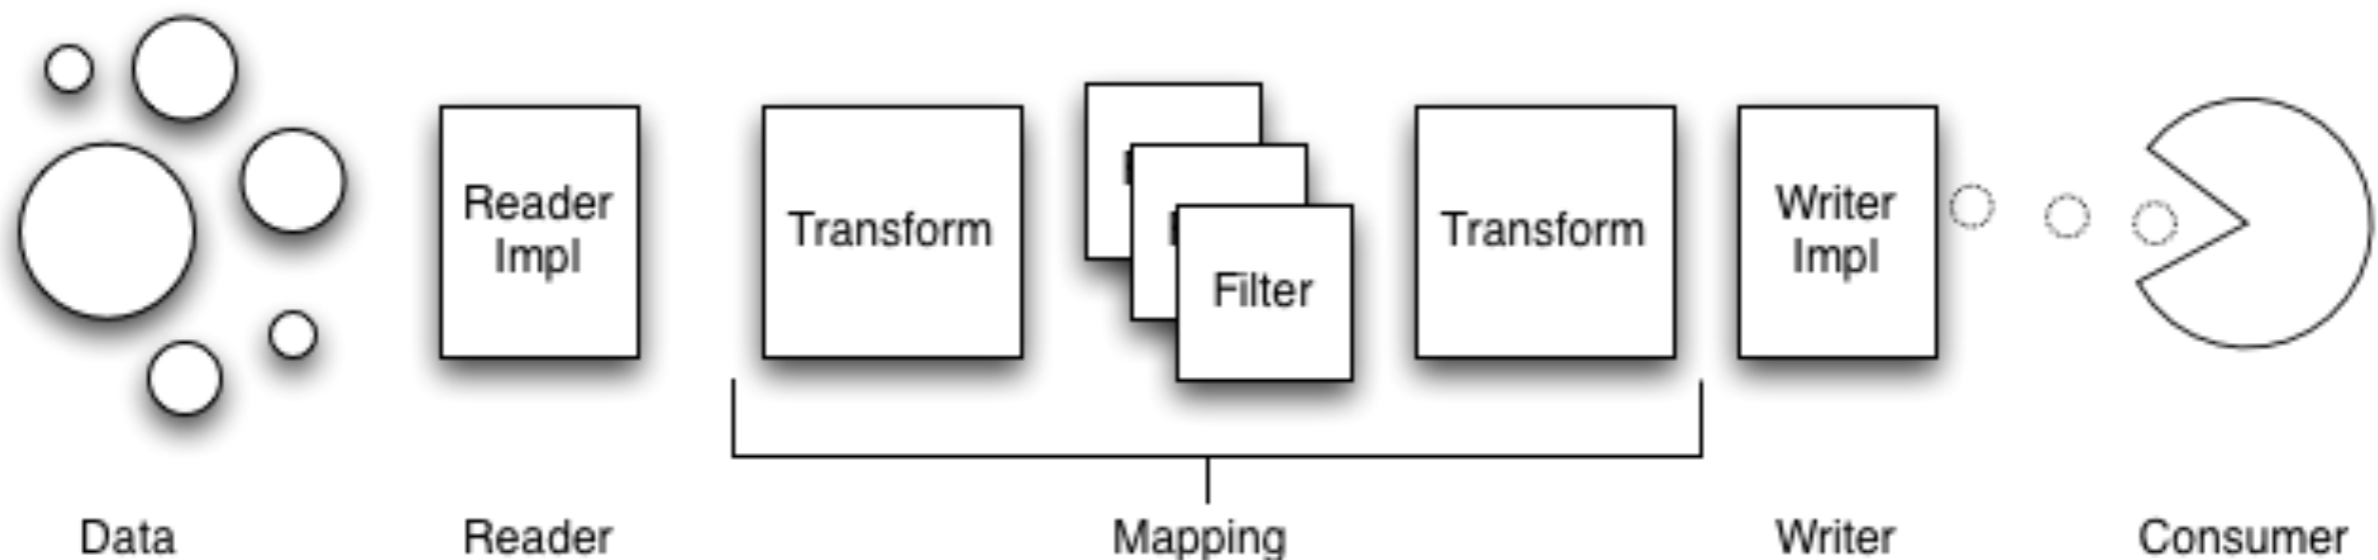 Reader
Impl
Transform
Filter
Transform
Writer
Impl
Data
Reader
Mapping
Writer
Consumer